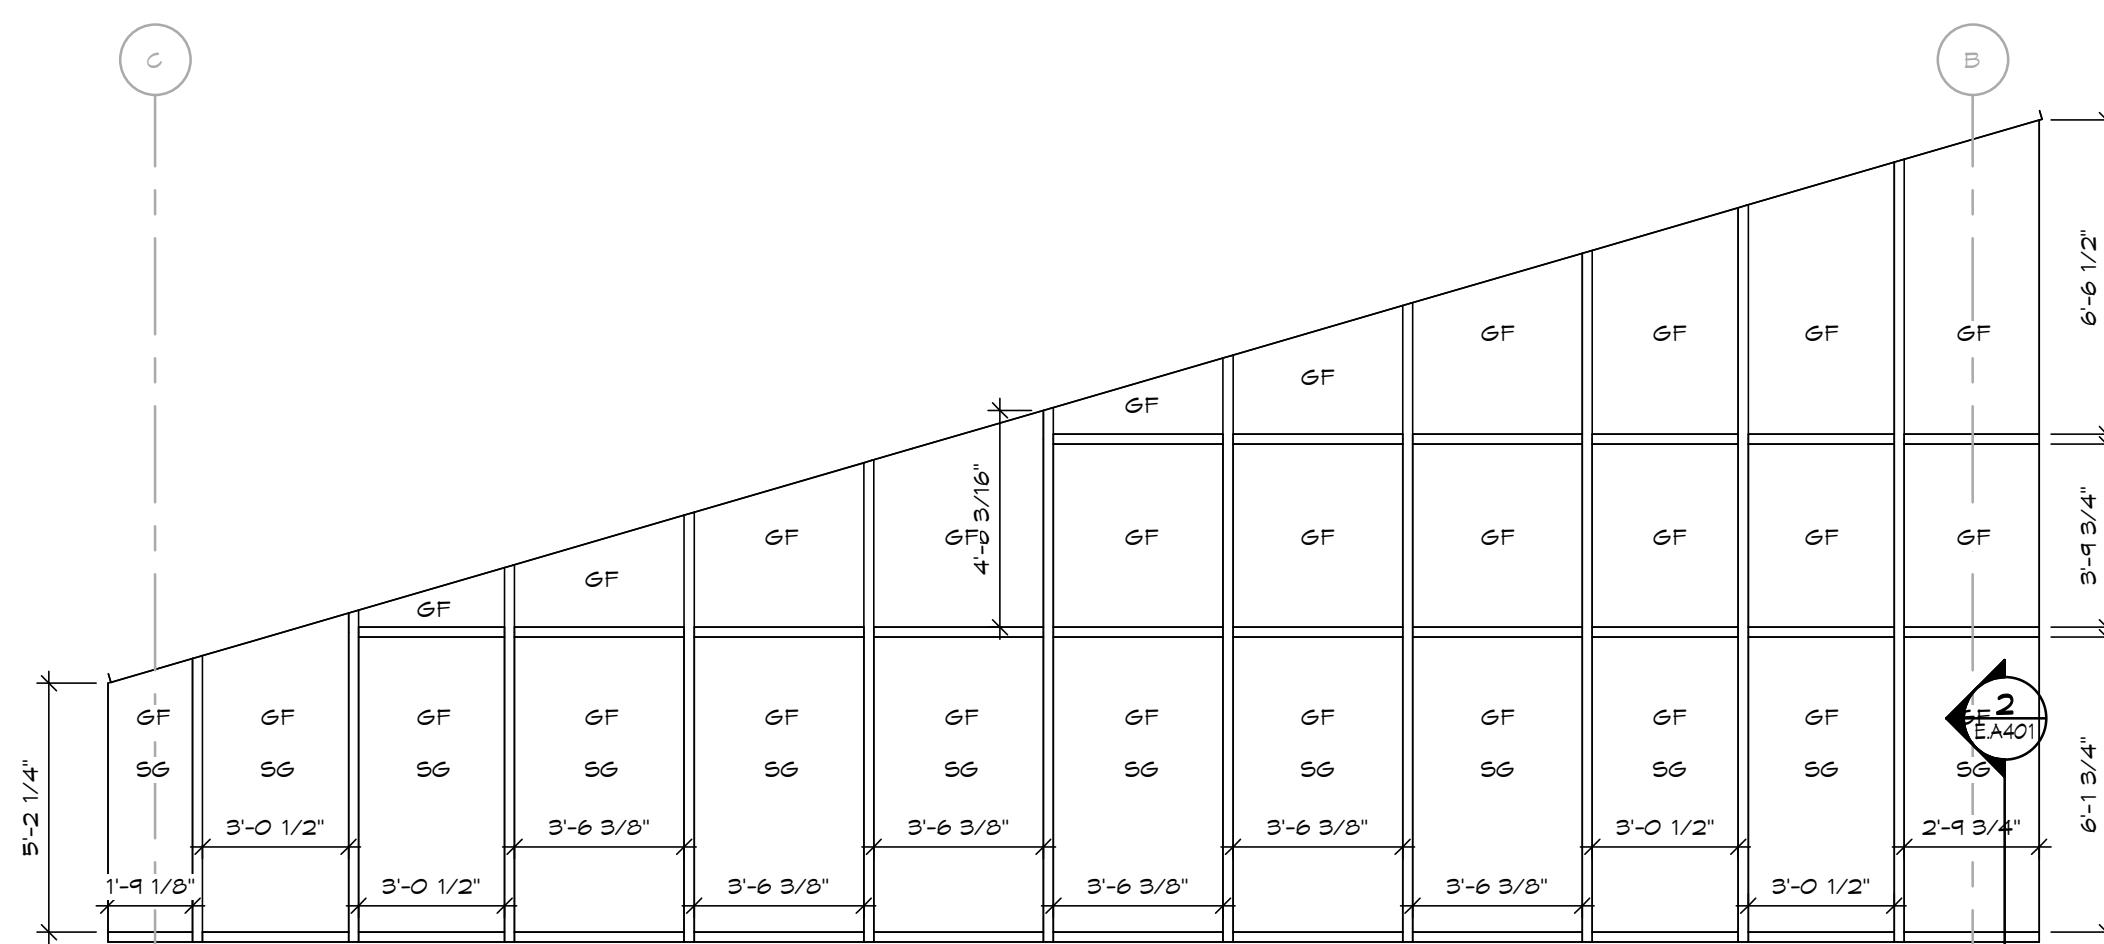 C
B
6'-6 1/2"
GF GF GF GF
GF
GF
3'-9 3/4"
4'-0 3/16"
GF GF GF GF GF GF GF GF
GF
GF
2
GF GF GF GF GF GF GF GF GF GF GF GF
E.A401
SG SG SG SG SG SG SG SG SG SG SG SG
5'-2 1/4"
6'-1 3/4"
3'-0 1/2" 3'-6 3/8" 3'-6 3/8" 3'-6 3/8" 3'-0 1/2" 2'-9 3/4"
1'-9 1/8" 3'-0 1/2" 3'-6 3/8" 3'-6 3/8" 3'-6 3/8" 3'-0 1/2"